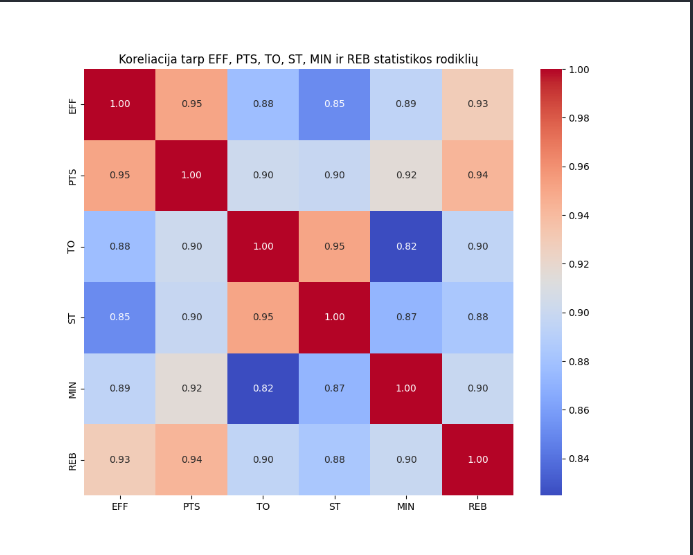 Koreliacija tarp EFF, PTS, TO, ST, MIN ir REB statistikos rodiklių
EFF 1.00 0.95 0.88 0.85 0.89 0.93
PTS 0.95 1.00 0.90 0.90 0.92 0.94
TO 0.88 0.90 1.00 0.95 0.82 0.90
ST 0.85 0.90 0.95 1.00 0.87 0.88
MIN 0.89 0.92 0.82 0.87 1.00 0.90
REB 0.93 0.94 0.90 0.88 0.90 1.00
EFF PTS TO ST MIN REB
1.00
0.98
0.96
0.94
0.92
0.90
0.88
0.86
0.84